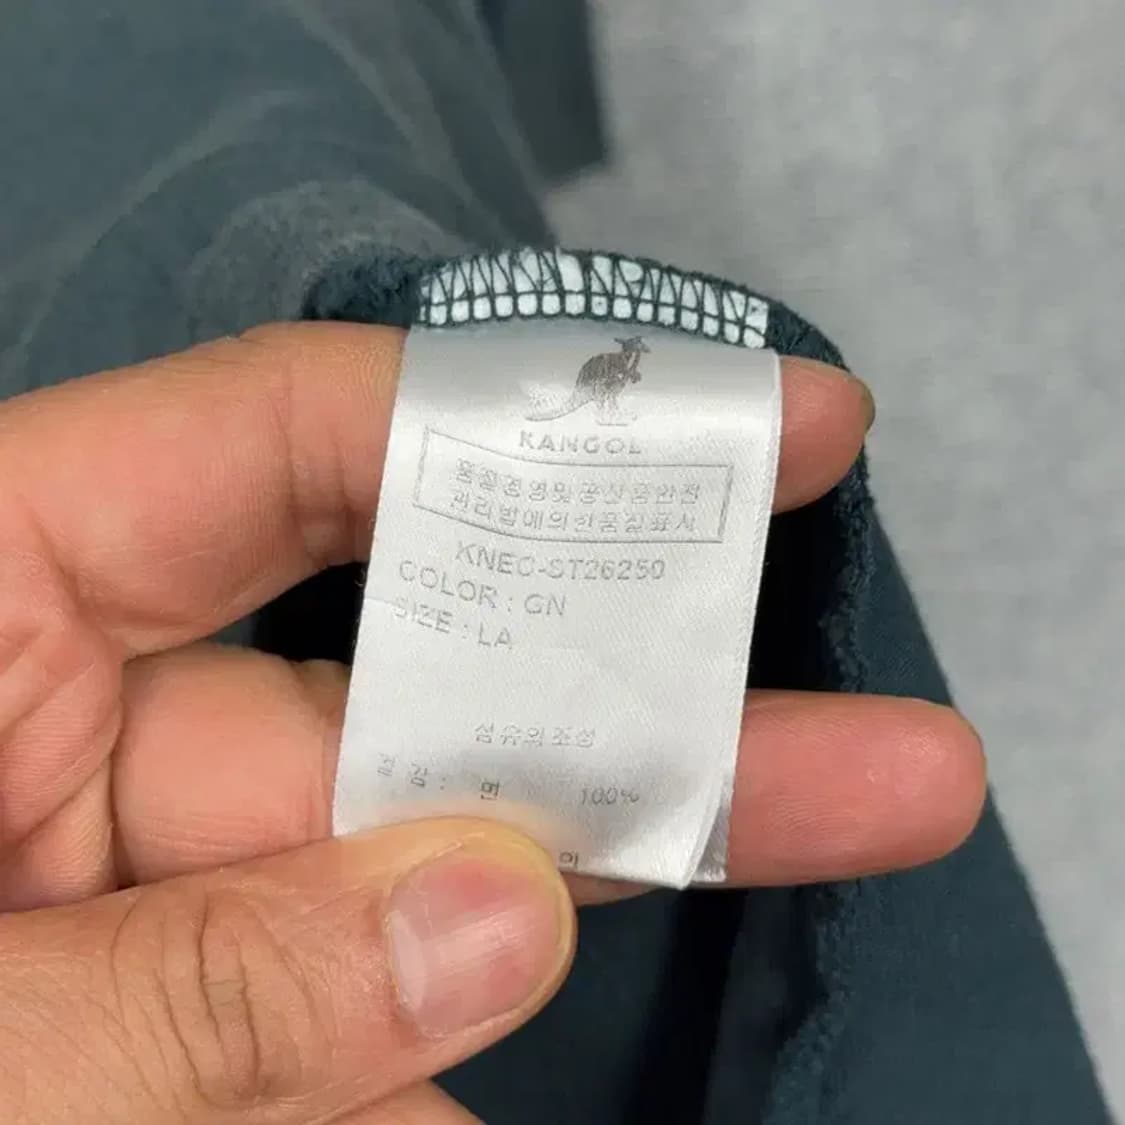 KANGOL
품질경영및공산품안전
관리법에의한품질표시
KNEC-ST26250
COLOR : GN
SIZE : LA
섬유의조성
겉 감 : 면 100%